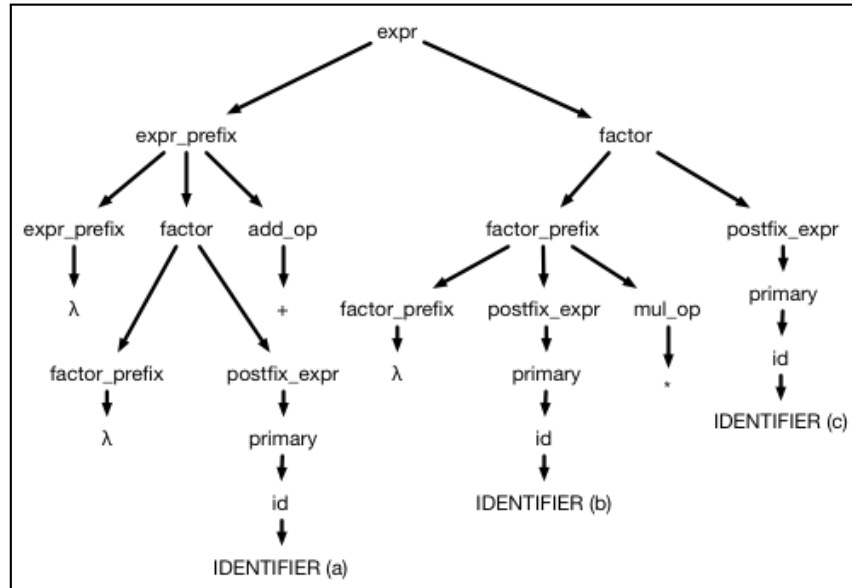 expr
expr_prefix factor
expr_prefix factor add_op factor_prefix postfix_expr
λ + factor_prefix postfix_expr mul_op primary
factor_prefix postfix_expr λ primary * id
λ primary id IDENTIFIER (c)
id IDENTIFIER (b)
IDENTIFIER (a)